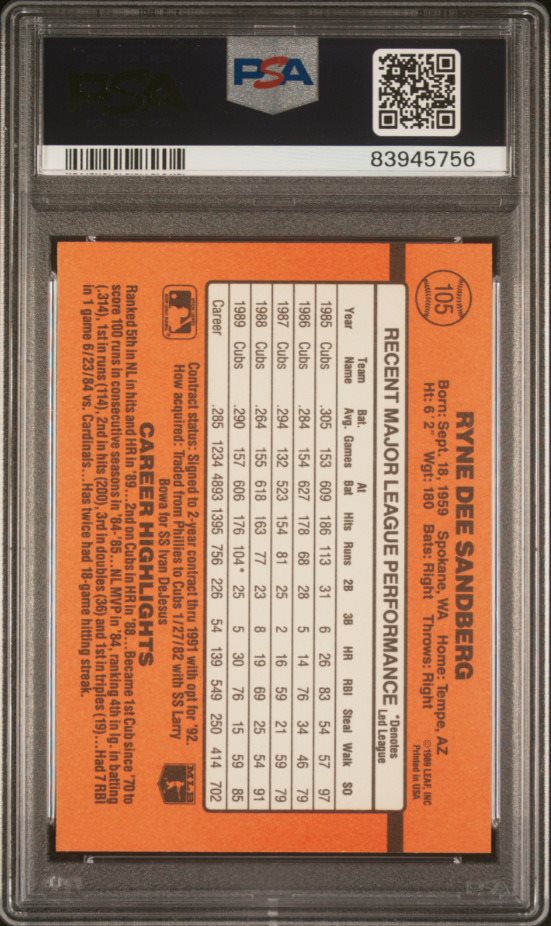 PSA
83945756
105
RYNE DEE SANDBERG
Born: Sept. 18, 1959 Spokane, WA Home: Tempe, AZ
Ht: 6'2" Wgt: 180 Bats: Right Throws: Right
©1989 LEAF, INC
Printed in USA
RECENT MAJOR LEAGUE PERFORMANCE *Denotes Led League
Year Team Name Bat. Avg. Games At Bat Hits Runs 2B 3B HR RBI Steal Walk SO
1985 Cubs .305 153 609 186 113 31 6 26 83 54 57 97
1986 Cubs .284 154 627 178 68 28 5 14 76 34 46 79
1987 Cubs .294 132 523 154 81 25 2 16 59 21 59 79
1988 Cubs .264 155 618 163 77 23 8 19 69 25 54 91
1989 Cubs .290 157 606 176 104* 25 5 30 76 15 59 85
Career .285 1234 4893 1395 756 226 54 139 549 250 414 702
Contract status: Signed to 2-year contract thru 1991 with opt for '92.
How acquired: Traded from Phillies to Cubs 1/27/82 with SS Larry
Bowa for SS Ivan DeJesus
MLB
CAREER HIGHLIGHTS
Ranked 5th in NL in hits and HR in '89...2nd on Cubs in HR in '88...Became 1st Cub since '70 to
score 100 runs in consecutive seasons in '84-'85...NL MVP in '84, ranking 4th in lg. in batting
(.314), 1st in runs (114), 2nd in hits (200), 3rd in doubles (36) and 1st in triples (19)...Had 7 RBI
in 1 game 6/23/84 vs. Cardinals...Has twice had 18-game hitting streak.